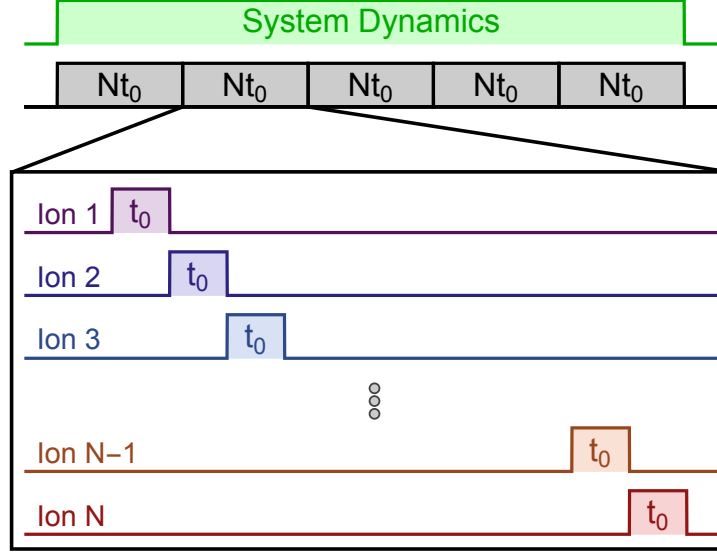 System Dynamics
Nt₀ Nt₀ Nt₀ Nt₀ Nt₀
Ion 1 t₀
Ion 2 t₀
Ion 3 t₀
Ion N−1 t₀
Ion N t₀